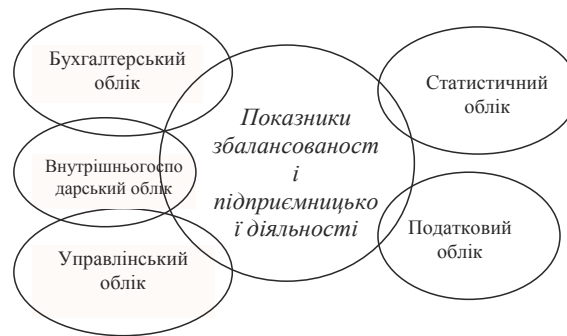 Бухгалтерський
облік
Внутрішньогоспо
дарський облік
Управлінський
облік
Показники
збалансованост
і
підприємницько
ї діяльності
Статистичний
облік
Податковий
облік